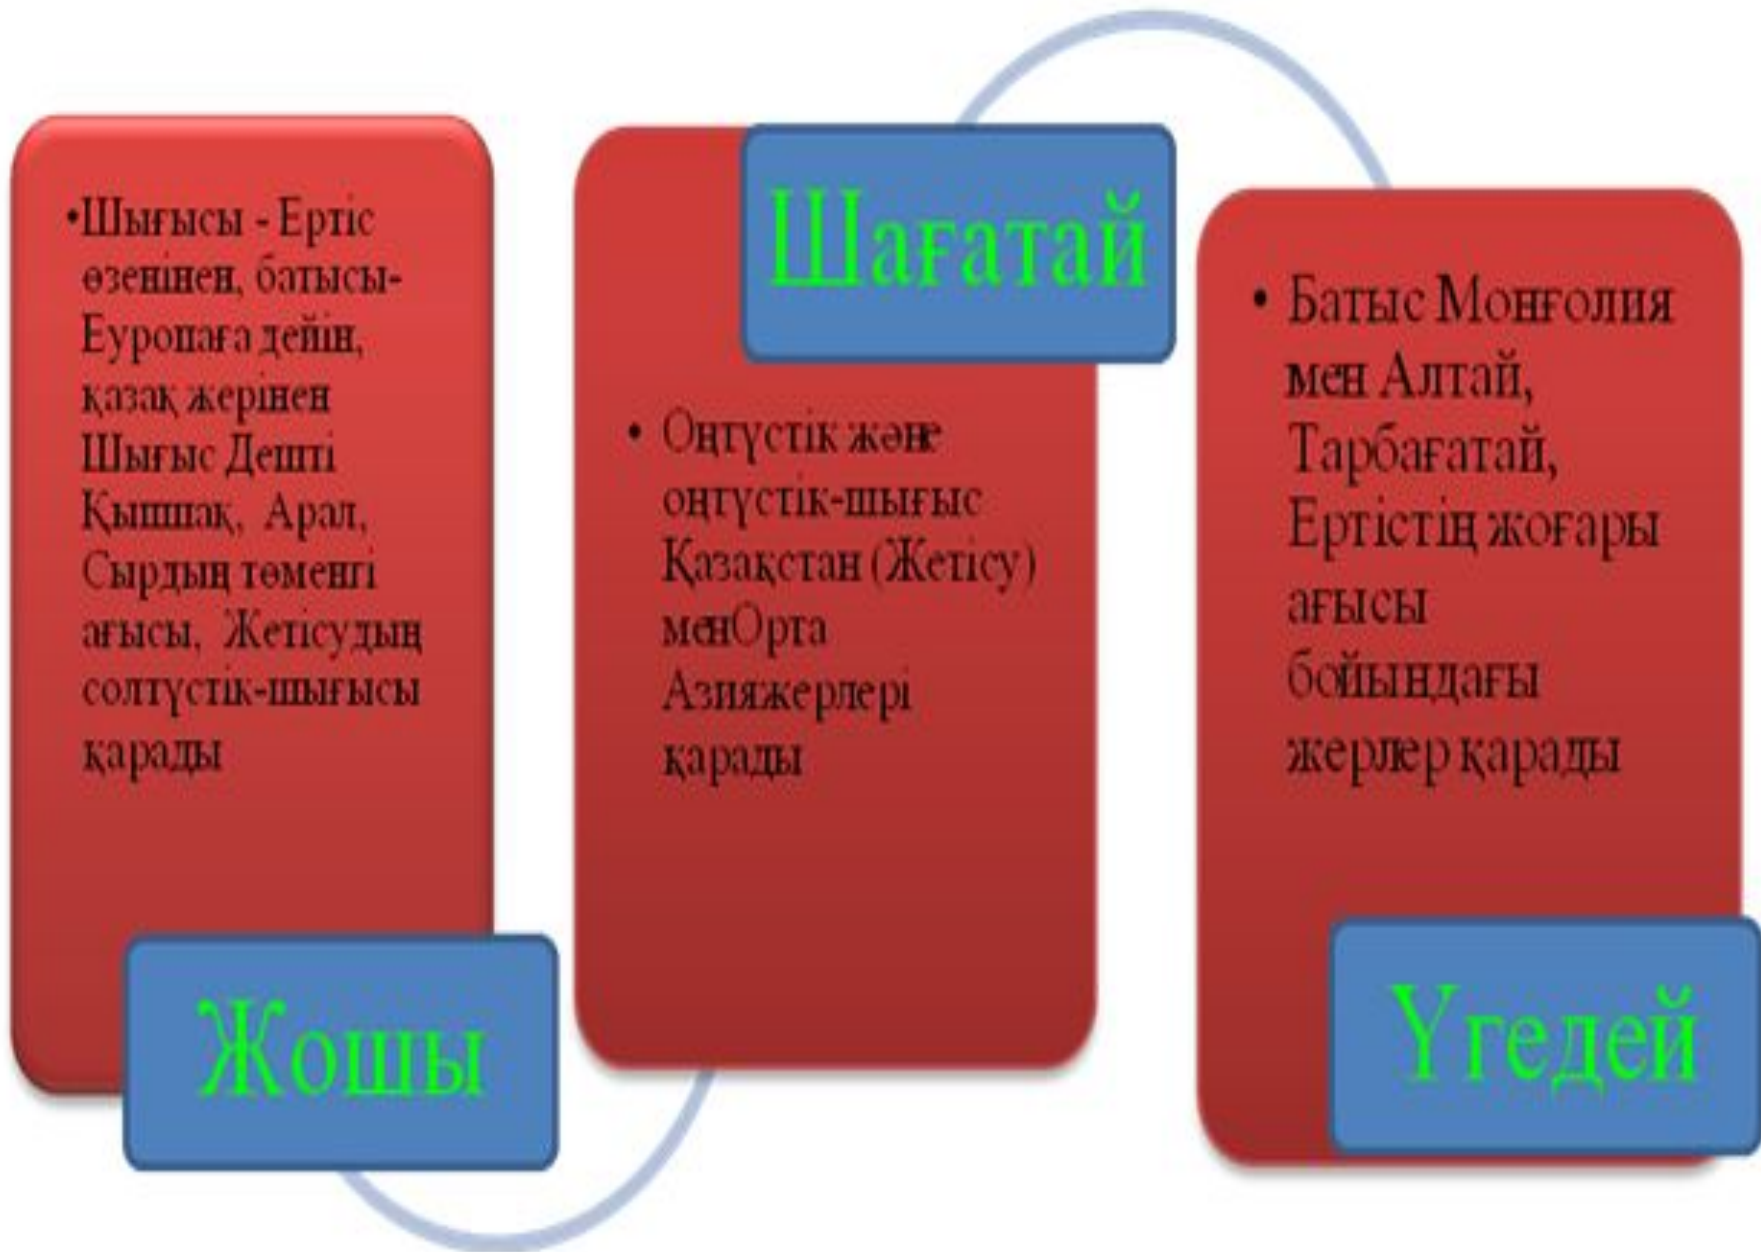 •Шығысы - Ертіс
өзенінен, батысы-
Еуропаға дейін,
қазақ жерінен
Шығыс Дешті
Қыпшақ, Арал,
Сырдың төменгі
ағысы, Жетісудың
солтүстік-шығысы
қарады
Жошы
Шағатай
• Оңтүстік және
оңтүстік-шығыс
Қазақстан (Жетісу)
менОрта
Азияжерлері
қарады
• Батыс Монғолия
мен Алтай,
Тарбағатай,
Ертістің жоғары
ағысы
бойындағы
жерлер қарады
Үгедей